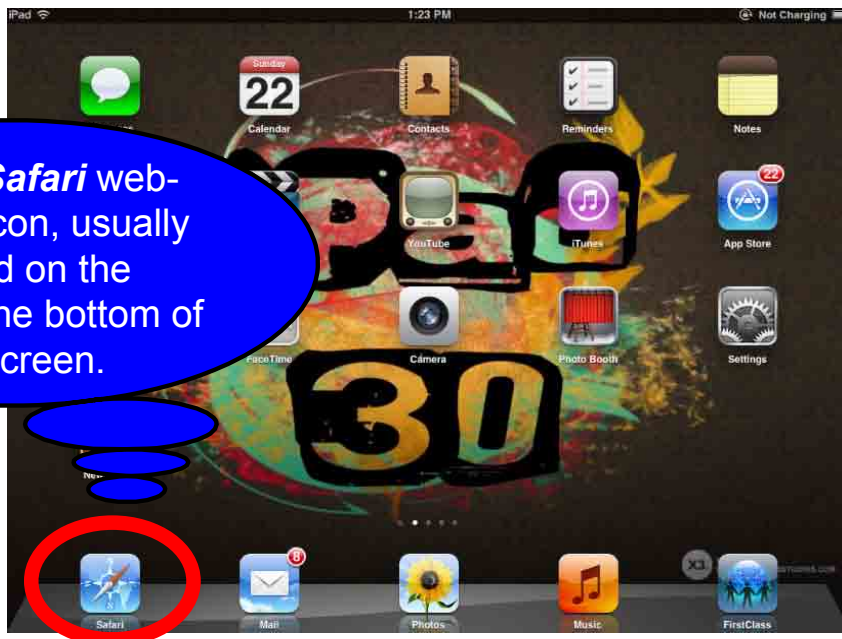 iPad 1:23 PM Not Charging
Sunday
22
Calendar Contacts Reminders Notes
Safari web-
con, usually
d on the
he bottom of
creen.
22
YouTube iTunes App Store
FaceTime Camera Photo Booth Settings
Pad
30
8
X3
Safari Mail Photos Music FirstClass